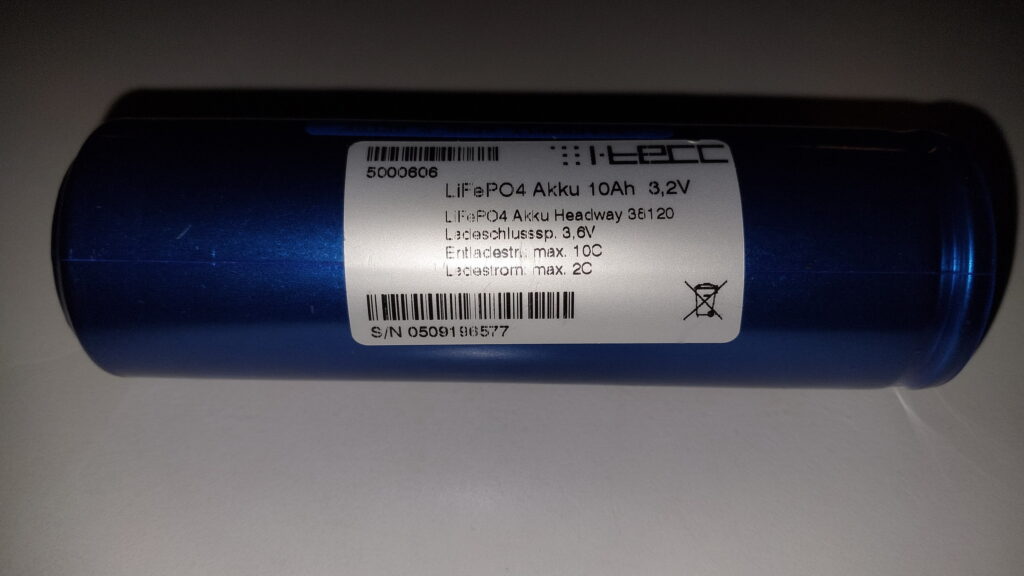 i-tecc
5000606
LiFePO4 Akku 10Ah 3,2V
LiFePO4 Akku Headway 38120
Ladeschlusssp. 3,6V
Entladestr. max. 10C
Ladestrom max. 2C
S/N 0509196577